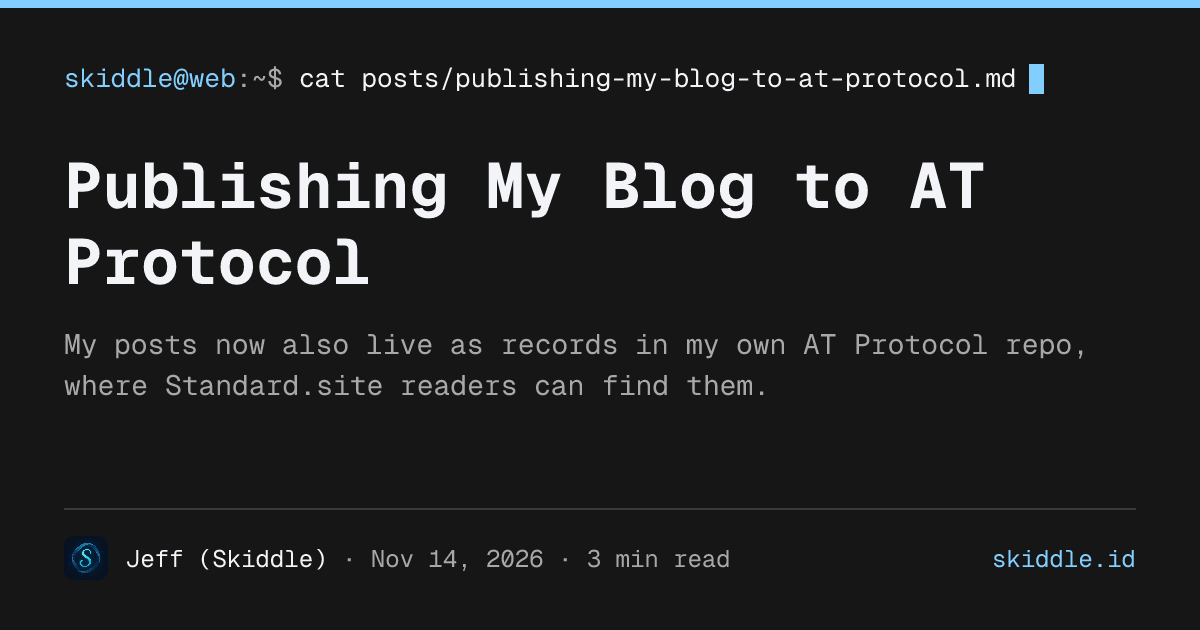 skiddle@web:~$ cat posts/publishing-my-blog-to-at-protocol.md
Publishing My Blog to AT
Protocol
My posts now also live as records in my own AT Protocol repo,
where Standard.site readers can find them.
S Jeff (Skiddle) · Nov 14, 2026 · 3 min read
skiddle.id